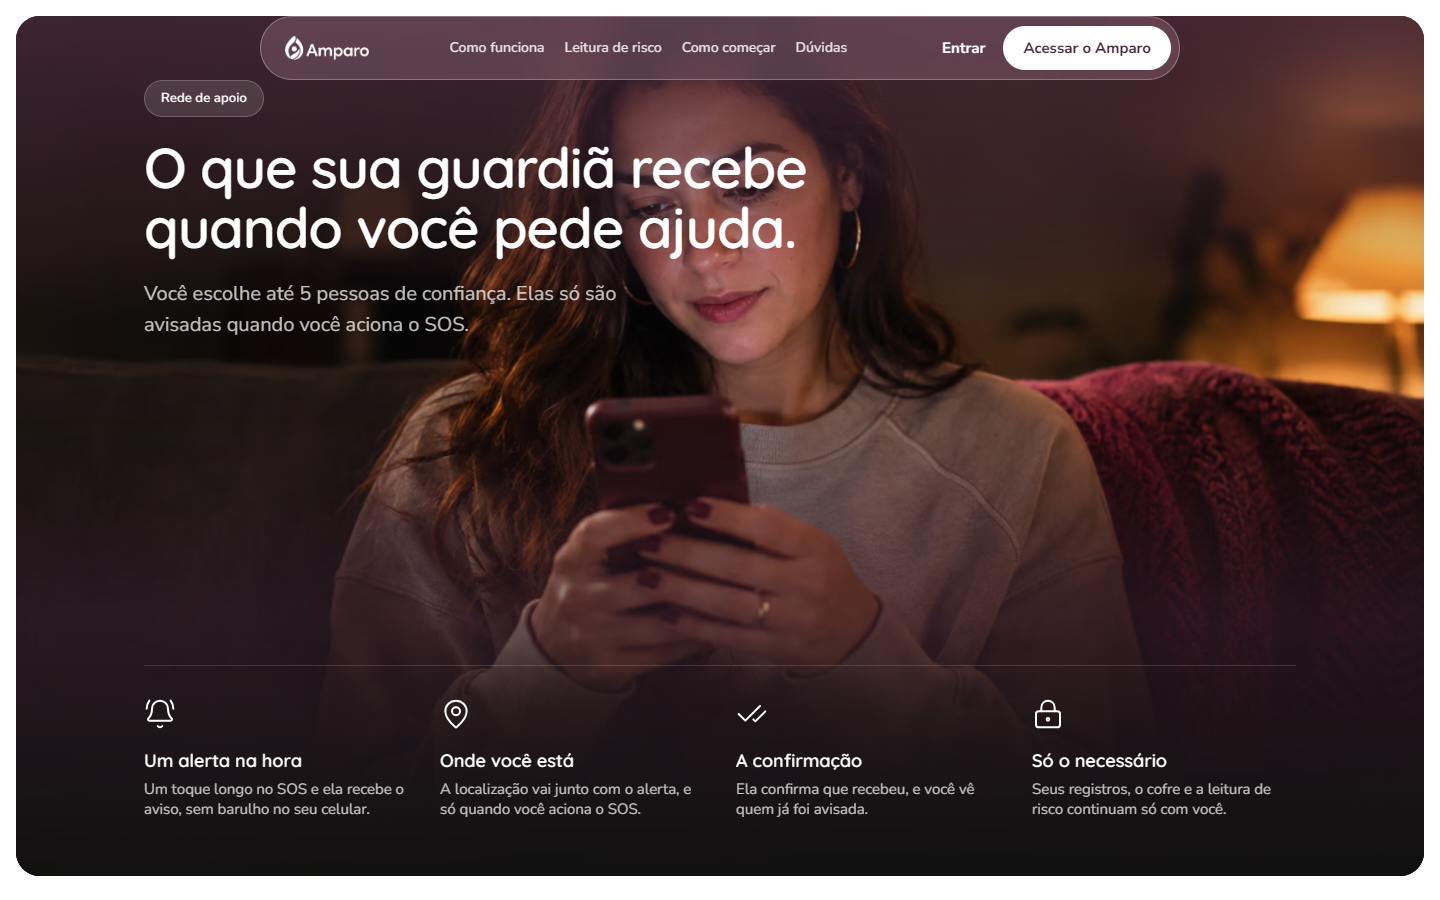 Amparo
Como funciona
Leitura de risco
Como começar
Dúvidas
Entrar
Acessar o Amparo
Rede de apoio
O que sua guardiã recebe
quando você pede ajuda.
Você escolhe até 5 pessoas de confiança. Elas só são
avisadas quando você aciona o SOS.
Um alerta na hora
Um toque longo no SOS e ela recebe o
aviso, sem barulho no seu celular.
Onde você está
A localização vai junto com o alerta, e
só quando você aciona o SOS.
A confirmação
Ela confirma que recebeu, e você vê
quem já foi avisada.
Só o necessário
Seus registros, o cofre e a leitura de
risco continuam só com você.